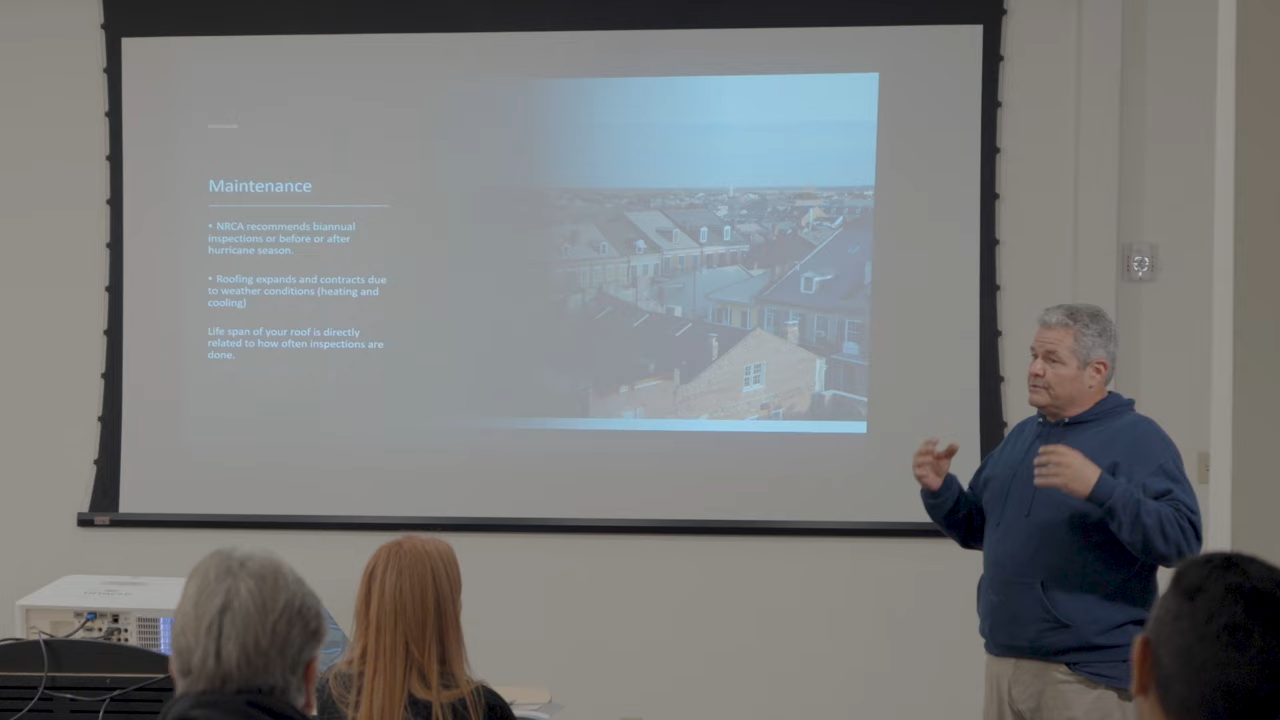 Maintenance
• NRCA recommends biannual
inspections or before or after
hurricane season.
• Roofing expands and contracts due
to weather conditions (heating and
cooling)
Life span of your roof is directly
related to how often inspections are
done.